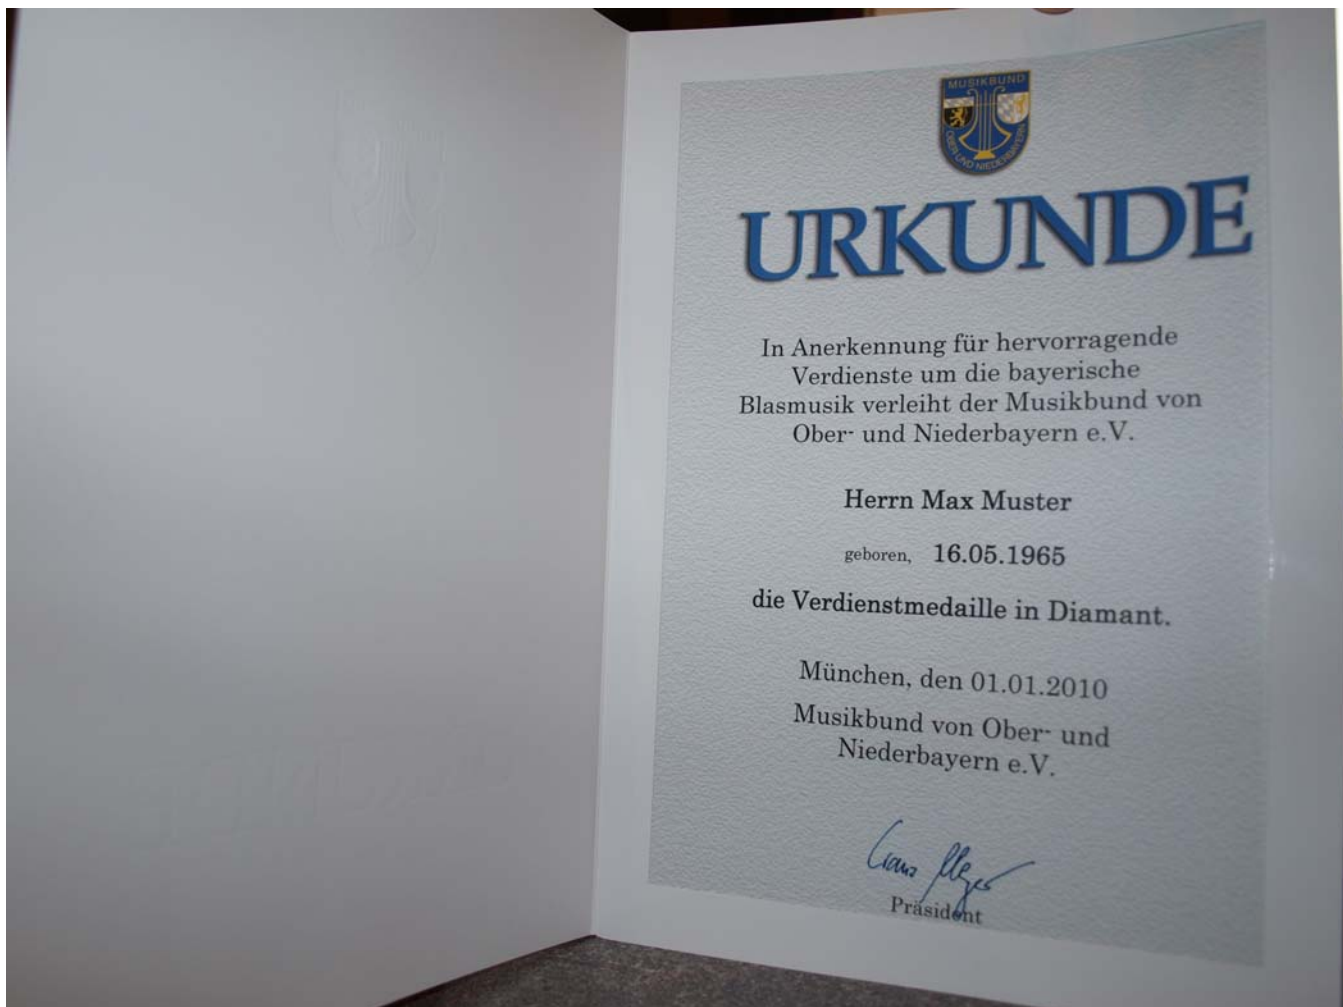 MUSIKBUND
OBER UND NIEDERBAYERN
URKUNDE
In Anerkennung für hervorragende
Verdienste um die bayerische
Blasmusik verleiht der Musikbund von
Ober- und Niederbayern e.V.
Herrn Max Muster
geboren, 16.05.1965
die Verdienstmedaille in Diamant.
München, den 01.01.2010
Musikbund von Ober- und
Niederbayern e.V.
Präsident